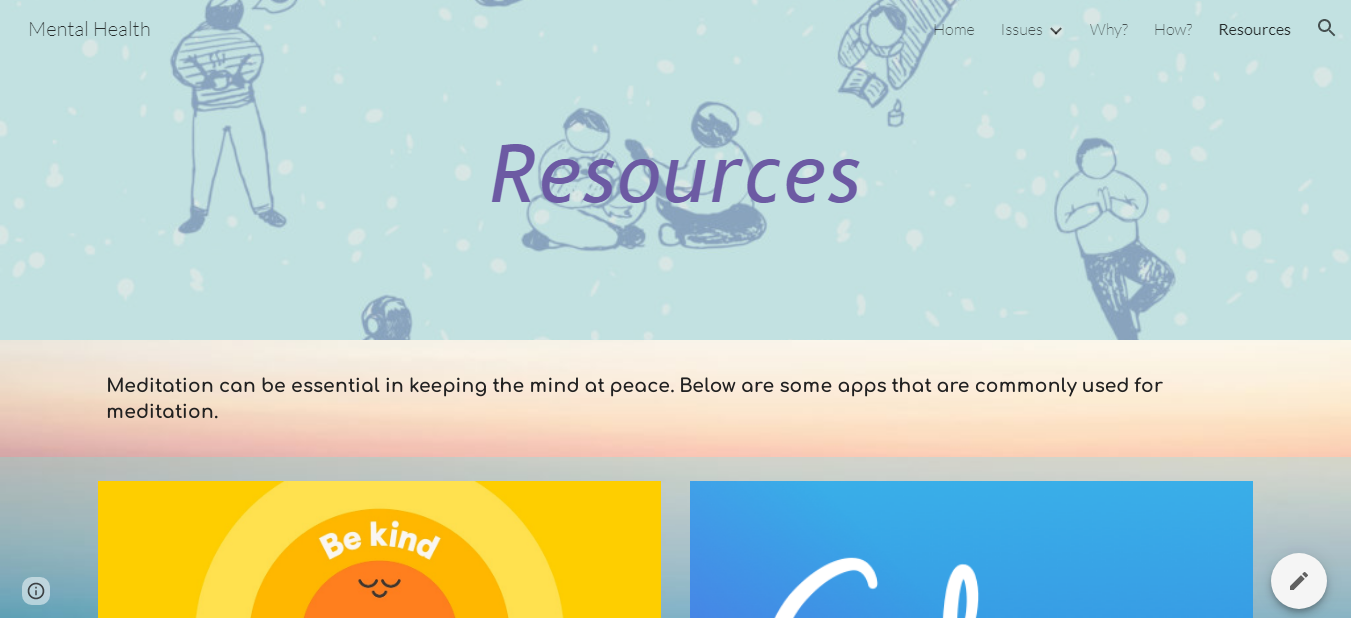 Mental Health
Home Issues Why? How? Resources
Resources
Meditation can be essential in keeping the mind at peace. Below are some apps that are commonly used for
meditation.
Be kind